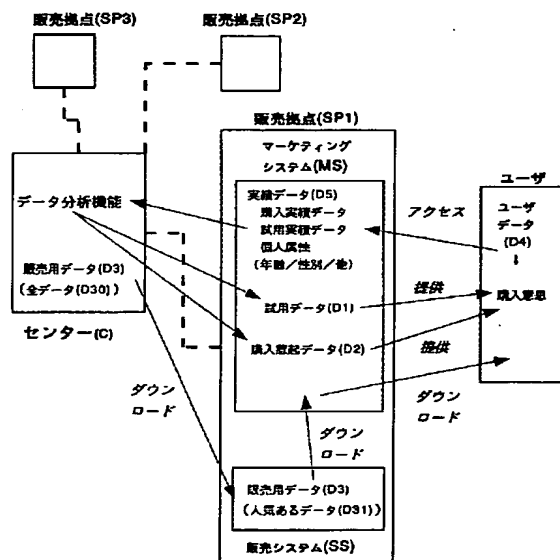 販売拠点(SP3)
販売拠点(SP2)
販売拠点(SP1)
マーケティング
システム(MS)
実績データ(D5)
購入実績データ
試用実績データ
個人属性
(年齢/性別/他)
試用データ(D1)
購入意起データ(D2)
データ分析機能
販売用データ(D3)
(全データ(D30))
センター(C)
ダウン
ロード
ダウン
ロード
販売用データ(D3)
(人気あるデータ(D31))
販売システム(SS)
アクセス
提供
提供
ダウン
ロード
ユーザ
ユーザ
データ
(D4)
購入意思